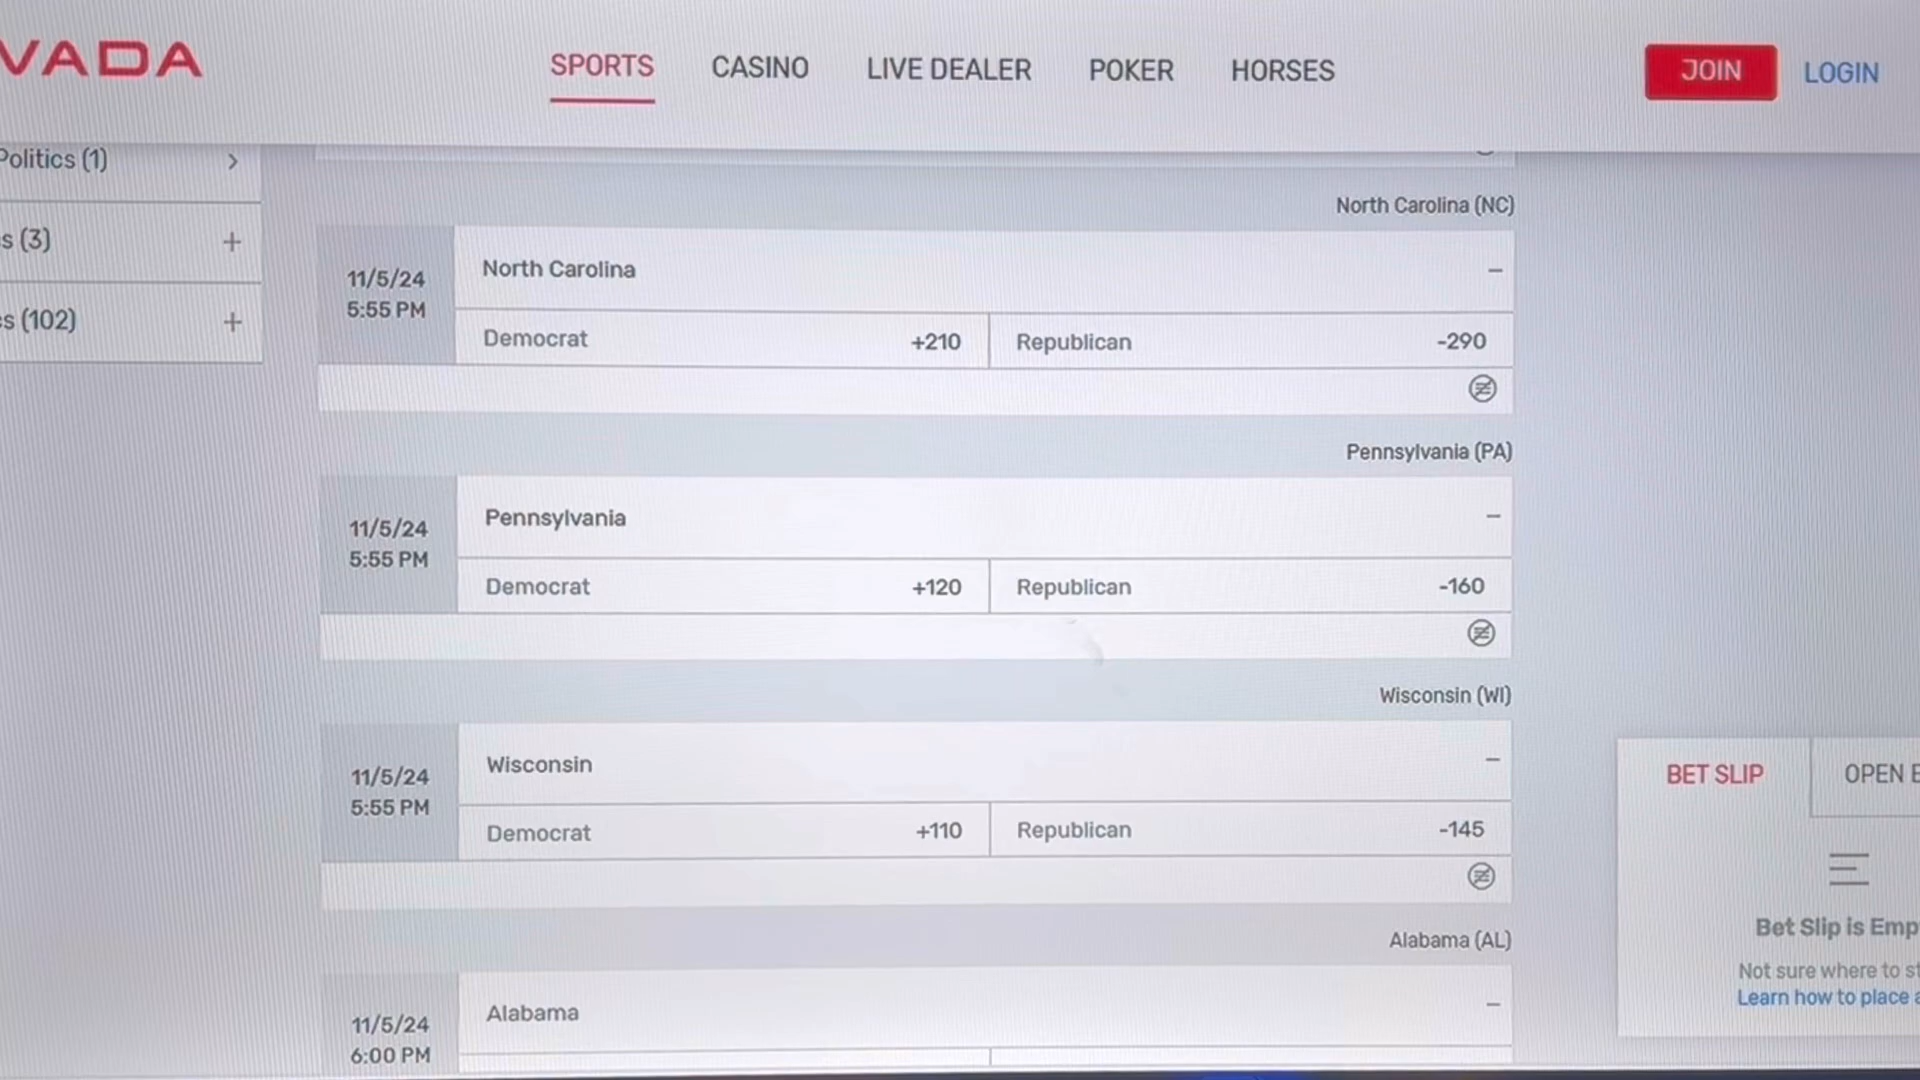 VADA
SPORTS CASINO LIVE DEALER POKER HORSES JOIN LOGIN
Politics (1)
s (3)
s (102)
North Carolina (NC)
11/5/24
5:55 PM
North Carolina
Democrat +210 Republican -290
Pennsylvania (PA)
11/5/24
5:55 PM
Pennsylvania
Democrat +120 Republican -160
Wisconsin (WI)
11/5/24
5:55 PM
Wisconsin
Democrat +110 Republican -145
Alabama (AL)
11/5/24
6:00 PM
Alabama
BET SLIP OPEN
Bet Slip is Emp
Not sure where to st
Learn how to place a